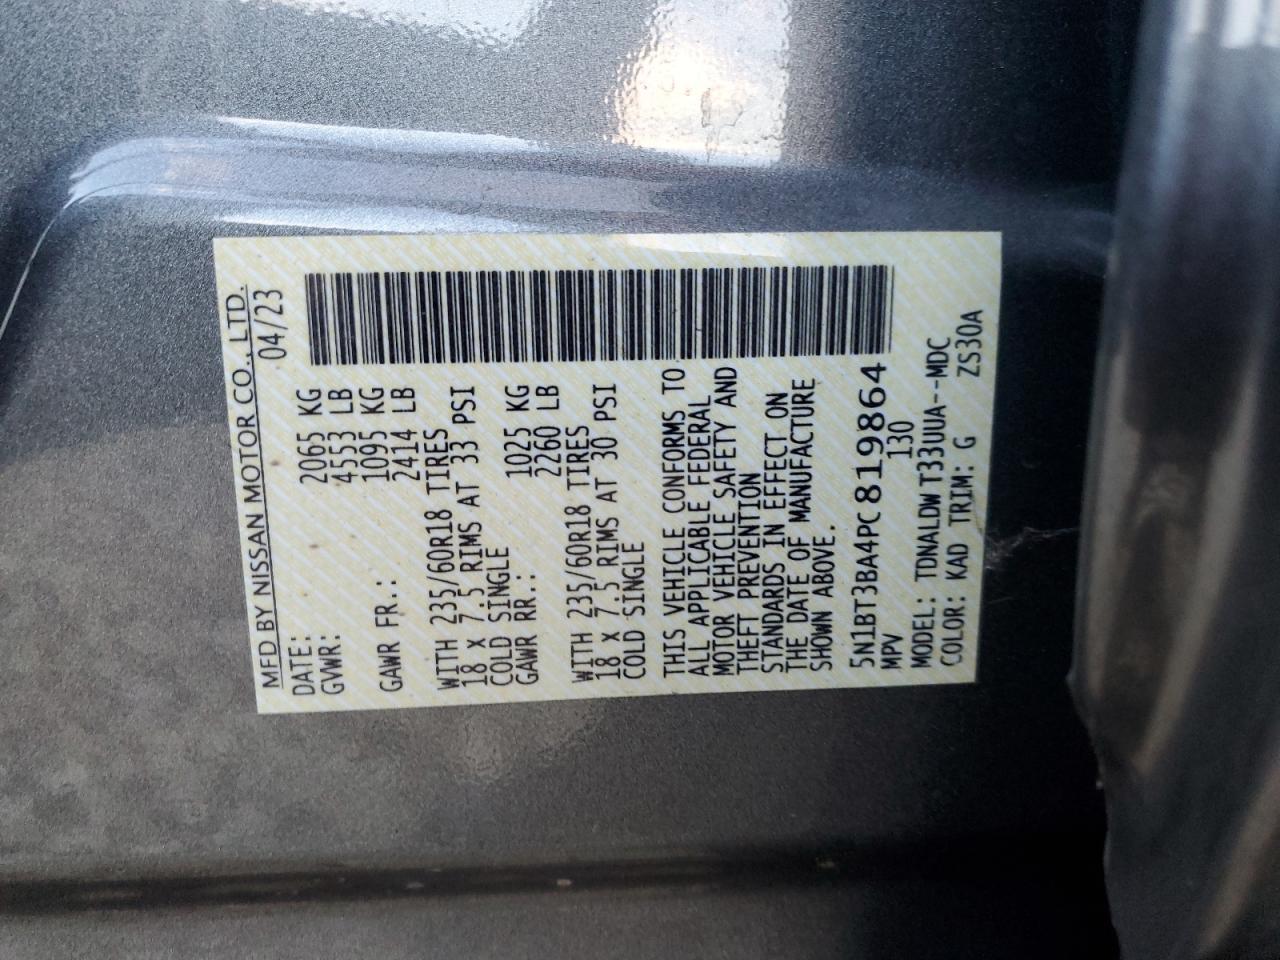 MFD BY NISSAN MOTOR CO., LTD.
DATE: 04/23
GVWR: 2065 KG
4553 LB
GAWR FR.: 1095 KG
2414 LB
WITH 235/60R18 TIRES
18 X 7.5 RIMS AT 33 PSI
COLD SINGLE
GAWR RR.: 1025 KG
2260 LB
WITH 235/60R18 TIRES
18 X 7.5 RIMS AT 30 PSI
COLD SINGLE
THIS VEHICLE CONFORMS TO
ALL APPLICABLE FEDERAL
MOTOR VEHICLE SAFETY AND
THEFT PREVENTION
STANDARDS IN EFFECT ON
THE DATE OF MANUFACTURE
SHOWN ABOVE.
5N1BT3BA4PC819864
MPV 130
MODEL: TDNALDW T33UUA--MDC
COLOR: KAD TRIM: G ZS30A